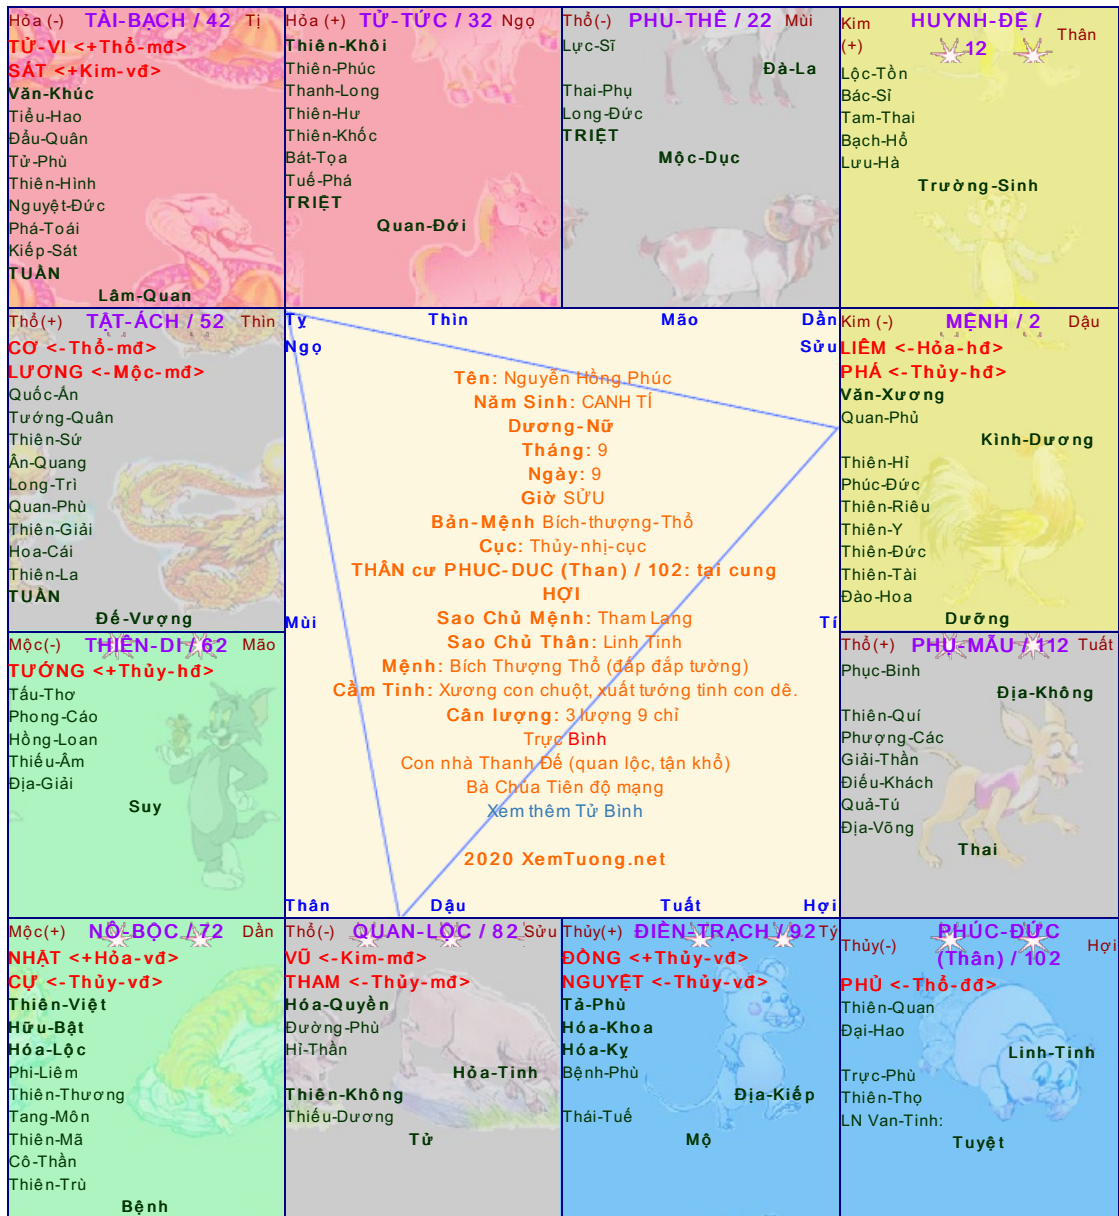 Hỏa (-) TÀI-BẠCH / 42 Tị
TỬ-VI <+Thổ-mđ>
SÁT <+Kim-vđ>
Văn-Khúc
Tiểu-Hao
Đẩu-Quân
Tử-Phù
Thiên-Hình
Nguyệt-Đức
Phá-Toái
Kiếp-Sát
TUẦN
Lâm-Quan
Hỏa (+) TỬ-TỨC / 32 Ngọ
Thiên-Khôi
Thiên-Phúc
Thanh-Long
Thiên-Hư
Thiên-Khốc
Bát-Tọa
Tuế-Phá
TRIỆT
Quan-Đới
Thổ(-) PHU-THÊ / 22 Mùi
Lực-Sĩ
Đà-La
Thai-Phụ
Long-Đức
TRIỆT
Mộc-Dục
Kim (+) HUYNH-ĐỆ / 12 Thân
Lộc-Tồn
Bác-Sỉ
Tam-Thai
Bạch-Hổ
Lưu-Hà
Trường-Sinh
Thổ(+) TẬT-ÁCH / 52 Thìn
CƠ <-Thổ-mđ>
LƯƠNG <-Mộc-mđ>
Quốc-Ấn
Tướng-Quân
Thiên-Sứ
Ân-Quang
Long-Trì
Quan-Phù
Thiên-Giải
Hoa-Cái
Thiên-La
TUẦN
Đế-Vượng
Tỵ Thìn Mão Dần
Ngọ Sửu
Tên: Nguyễn Hồng Phúc
Năm Sinh: CANH TÍ
Dương-Nữ
Tháng: 9
Ngày: 9
Giờ SỬU
Bản-Mệnh Bích-thượng-Thổ
Cục: Thủy-nhị-cục
THÂN cư PHUC-DUC (Than) / 102: tại cung
HỢI
Sao Chủ Mệnh: Tham Lang
Sao Chủ Thân: Linh Tinh
Mùi Tí
Mệnh: Bích Thượng Thổ (đắp đắp tường)
Cầm Tinh: Xương con chuột, xuất tướng tinh con dê.
Cân lượng: 3 lượng 9 chỉ
Trực Bình
Con nhà Thanh Đế (quan lộc, tận khổ)
Bà Chúa Tiên độ mạng
Xem thêm Tử Bình
2020 XemTuong.net
Thân Dậu Tuất Hợi
Kim (-) MỆNH / 2 Dậu
LIÊM <-Hỏa-hđ>
PHÁ <-Thủy-hđ>
Văn-Xương
Quan-Phủ
Kình-Dương
Thiên-Hỉ
Phúc-Đức
Thiên-Riêu
Thiên-Y
Thiên-Đức
Thiên-Tài
Đào-Hoa
Dưỡng
Mộc(-) THIÊN-DI / 62 Mão
TƯỚNG <+Thủy-hđ>
Tấu-Thơ
Phong-Cáo
Hồng-Loan
Thiếu-Âm
Địa-Giải
Suy
Thổ(+) PHỤ-MẪU / 112 Tuất
Phục-Binh
Địa-Không
Thiên-Quí
Phượng-Các
Giải-Thần
Điếu-Khách
Quả-Tú
Địa-Võng
Thai
Mộc(+) NÔ-BỘC / 72 Dần
NHẬT <+Hỏa-vđ>
CỰ <-Thủy-vđ>
Thiên-Việt
Hữu-Bật
Hóa-Lộc
Phi-Liêm
Thiên-Thương
Tang-Môn
Thiên-Mã
Cô-Thần
Thiên-Trù
Bệnh
Thổ(-) QUAN-LỘC / 82 Sửu
VŨ <-Kim-mđ>
THAM <-Thủy-mđ>
Hóa-Quyền
Đường-Phù
Hỉ-Thần
Hỏa-Tinh
Thiên-Không
Thiếu-Dương
Tử
Thủy(+) ĐIỀN-TRẠCH / 92 Tý
ĐỒNG <+Thủy-vđ>
NGUYỆT <-Thủy-vđ>
Tả-Phù
Hóa-Khoa
Hóa-Kỵ
Bệnh-Phù
Địa-Kiếp
Thái-Tuế
Mộ
Thủy(-) PHÚC-ĐỨC (Thân) / 102 Hợi
PHỦ <-Thổ-đđ>
Thiên-Quan
Đại-Hao
Linh-Tinh
Trực-Phù
Thiên-Thọ
LN Van-Tinh:
Tuyệt